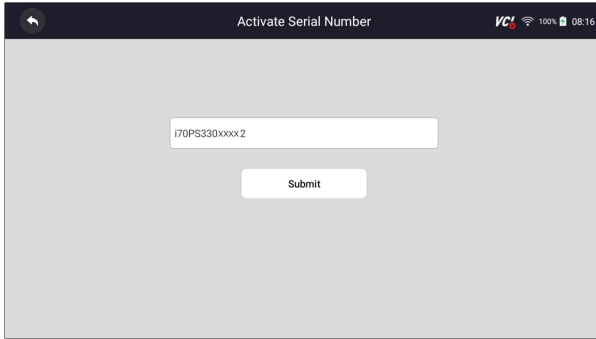 Activate Serial Number
VCI 100% 08:16
i70PS330xxxx2
Submit